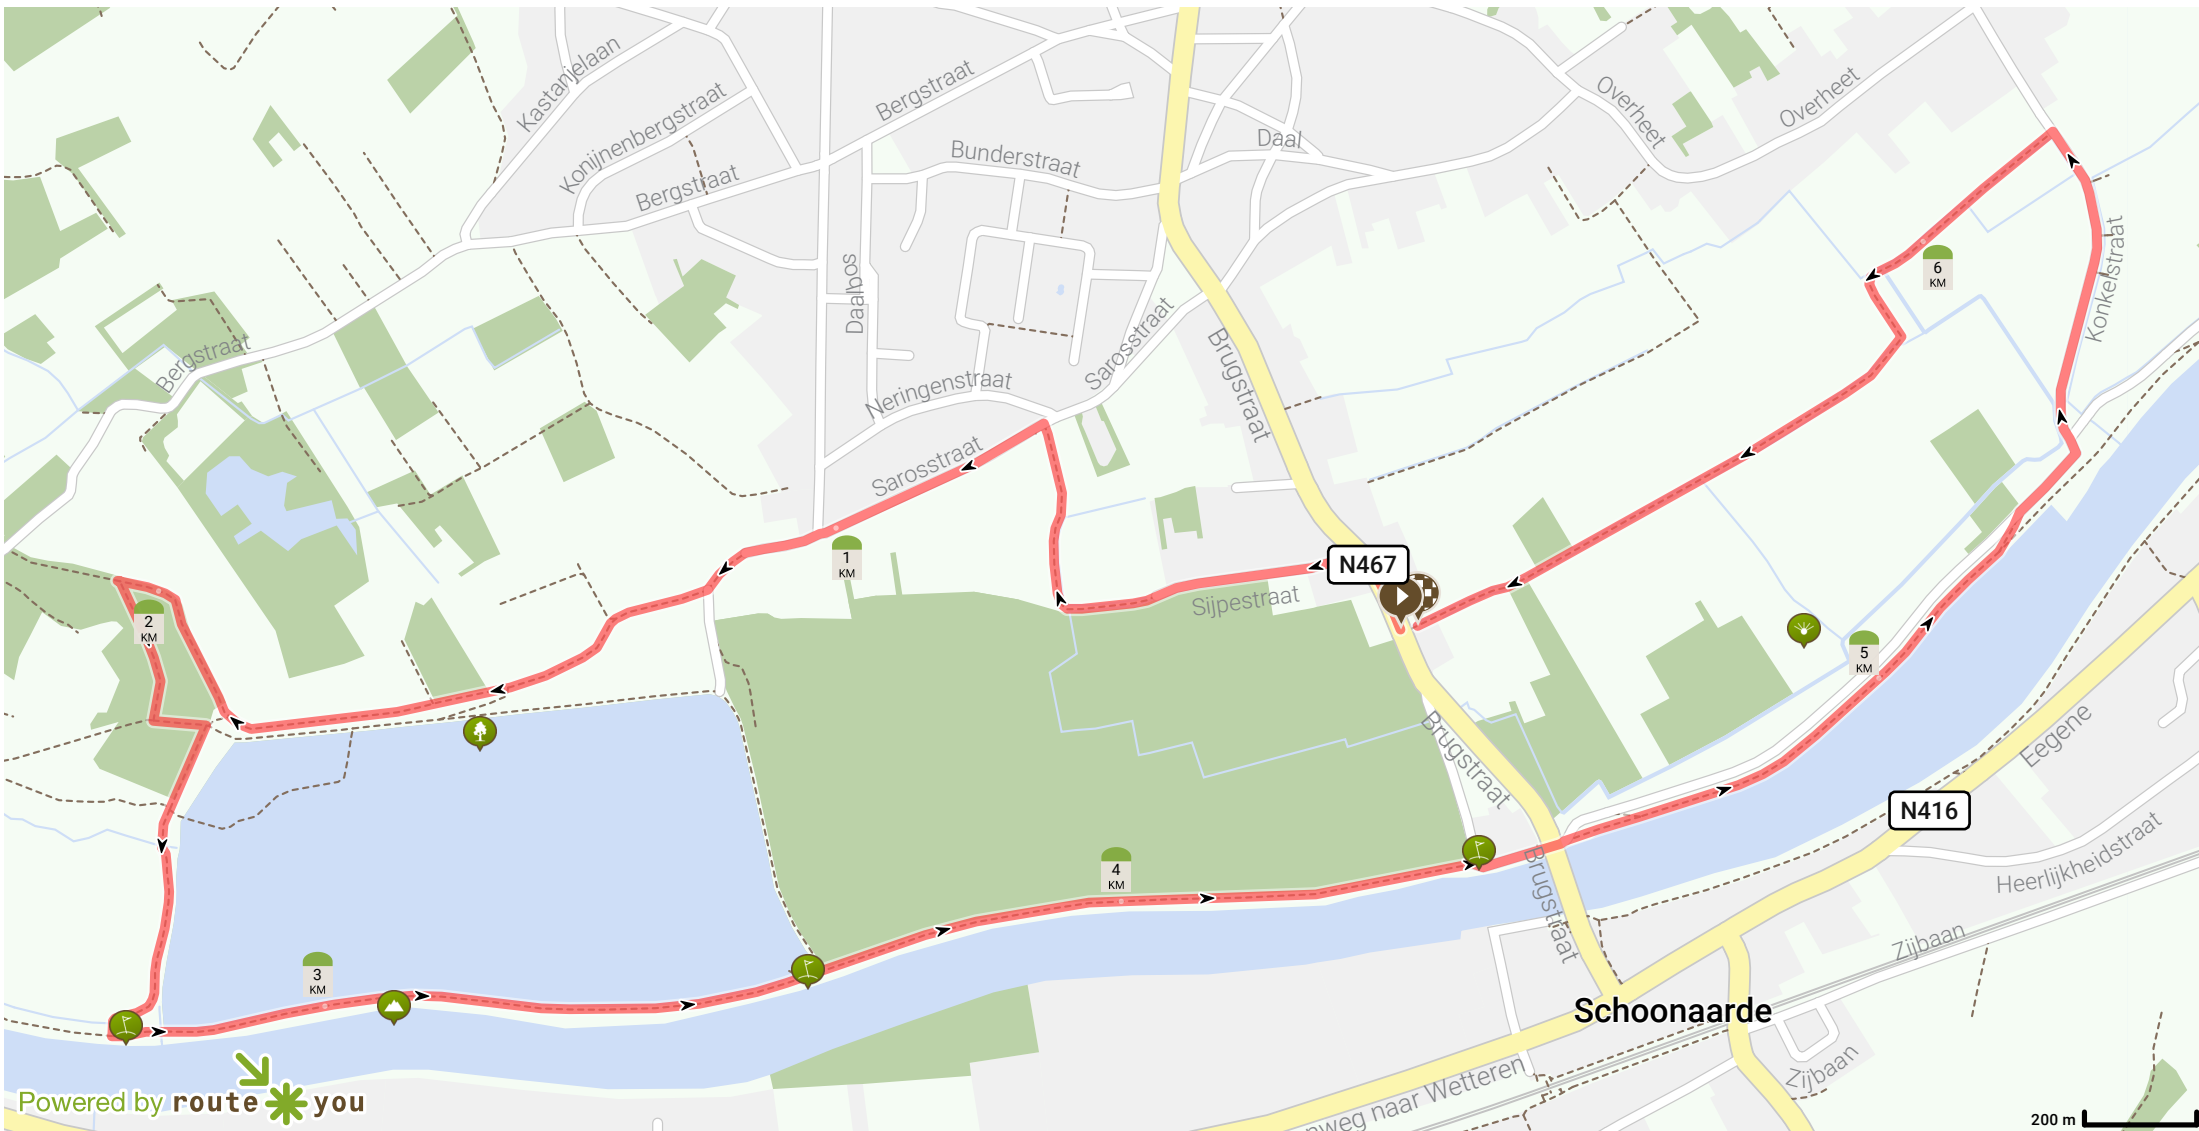 Kastanjelaan
Konijnenbergstraat
Bergstraat
Bergstraat
Bunderstraat
Daal
Overheet
Overheet
Daalbos
Bergstraat
Neringenstraat
Sarosstraat
Sarosstraat
Brugstraat
Konkelstraat
6
KM
1
KM
N467
Sijpestraat
2
KM
5
KM
Brugstraat
Eegene
N416
Heerlijkheidstraat
4
KM
Brugstraat
3
KM
Zijbaan
Schoonaarde
Zijbaan
nweg naar Wetteren
Powered by route you
200 m